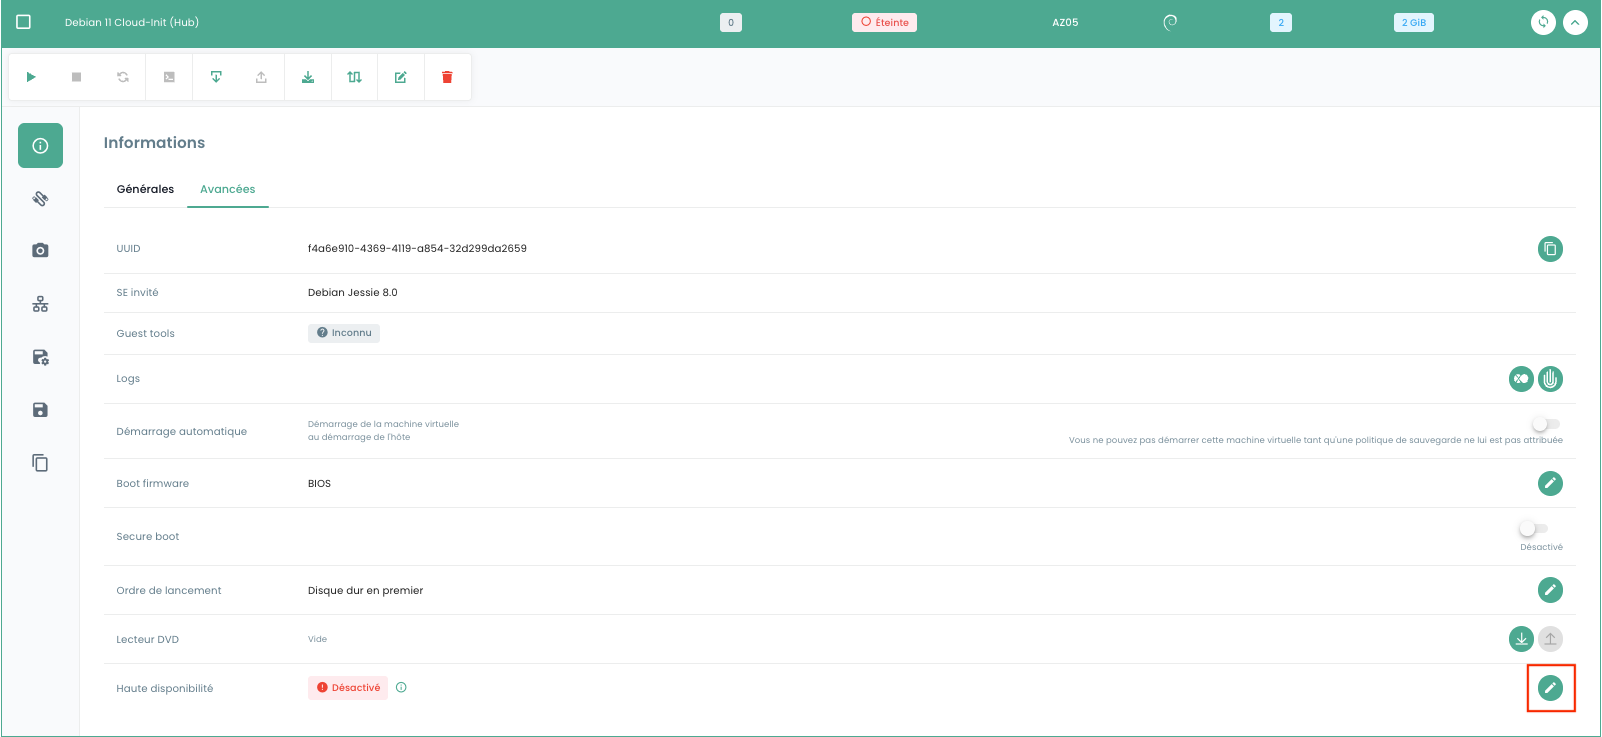 Debian 11 Cloud-Init (Hub)
0
Éteinte
AZ05
2
2 GiB
Informations
Générales
Avancées
UUID
f4a6e910-4369-4119-a854-32d299da2659
SE invité
Debian Jessie 8.0
Guest tools
Inconnu
Logs
Démarrage automatique
Démarrage de la machine virtuelle
au démarrage de l'hôte
Vous ne pouvez pas démarrer cette machine virtuelle tant qu'une politique de sauvegarde ne lui est pas attribuée
Boot firmware
BIOS
Secure boot
Désactivé
Ordre de lancement
Disque dur en premier
Lecteur DVD
Vide
Haute disponibilité
Désactivé